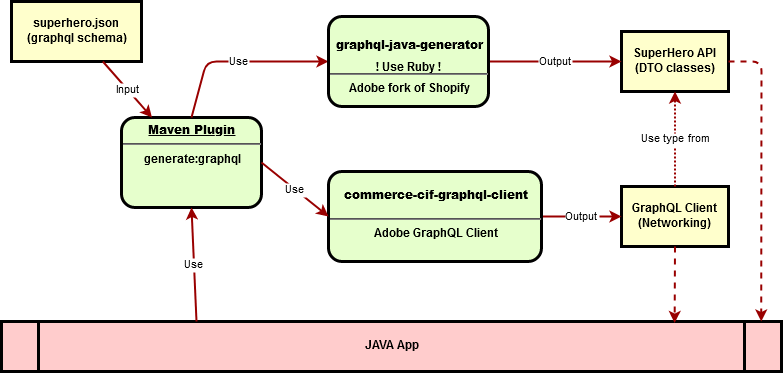 superhero.json
(graphql schema)
Input
Maven Plugin
generate:graphql
Use
graphql-java-generator
! Use Ruby !
Adobe fork of Shopify
Output
SuperHero API
(DTO classes)
Use type from
Use
commerce-cif-graphql-client
Adobe GraphQL Client
Output
GraphQL Client
(Networking)
Use
JAVA App